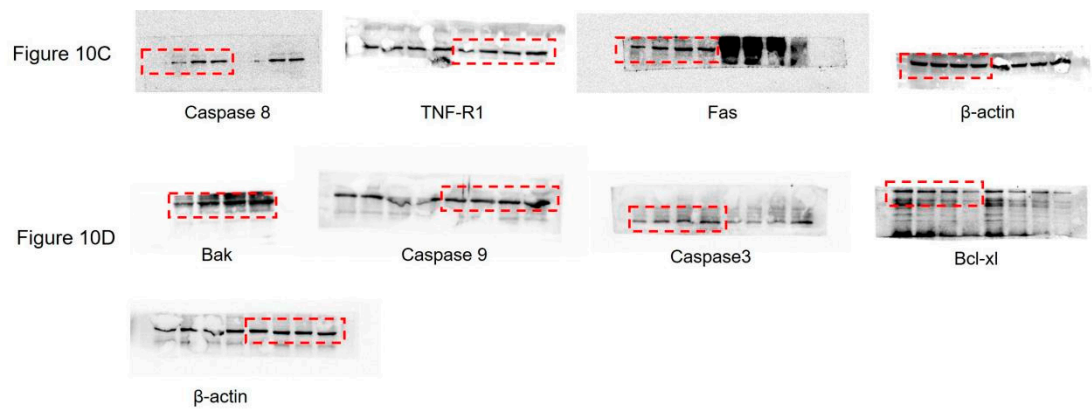 Figure 10C
Caspase 8
TNF-R1
Fas
β-actin
Figure 10D
Bak
Caspase 9
Caspase3
Bcl-xl
β-actin